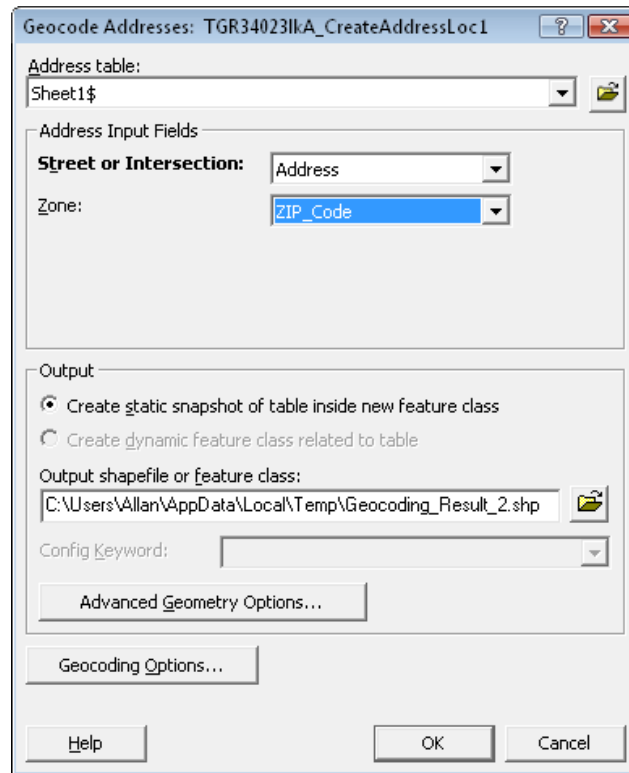 Geocode Addresses: TGR34023lkA_CreateAddressLoc1
Address table:
Sheet1$
Address Input Fields
Street or Intersection:
Address
Zone:
ZIP_Code
Output
Create static snapshot of table inside new feature class
Create dynamic feature class related to table
Output shapefile or feature class:
C:\Users\Allan\AppData\Local\Temp\Geocoding_Result_2.shp
Config Keyword:
Advanced Geometry Options...
Geocoding Options...
Help
OK
Cancel